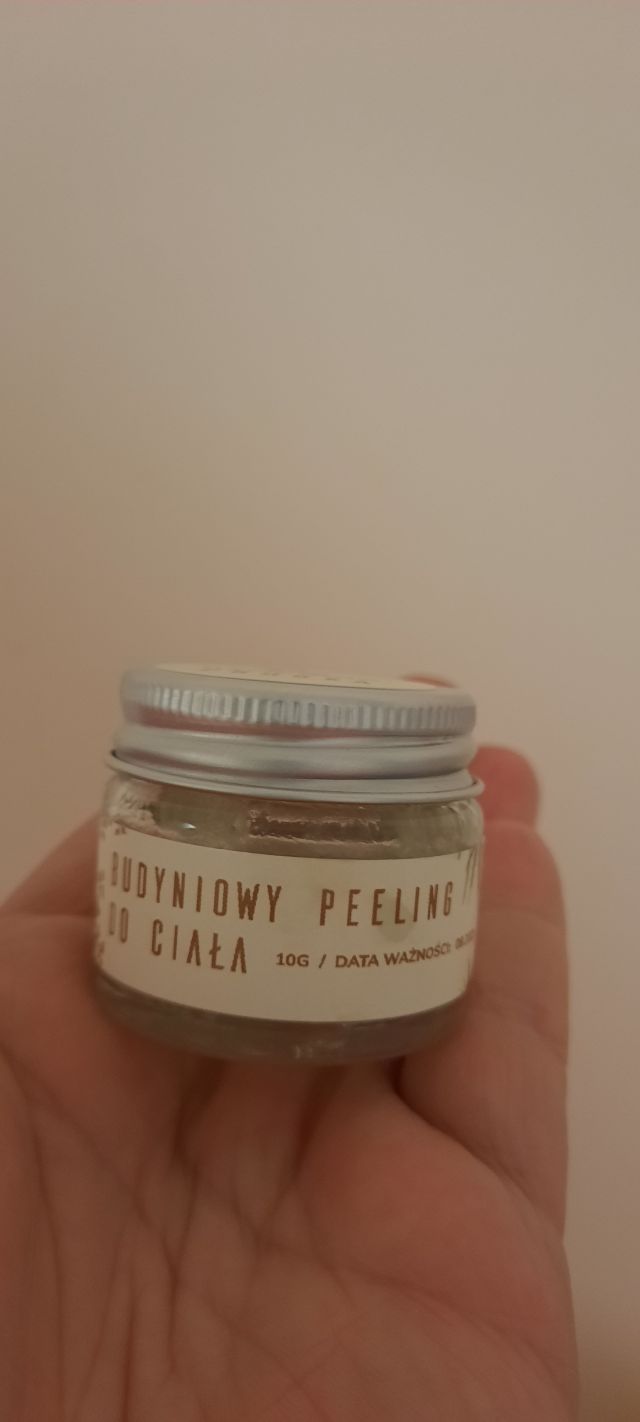 BUDYNIOWY PEELING
DO CIAŁA
10G / DATA WAŻNOŚCI: